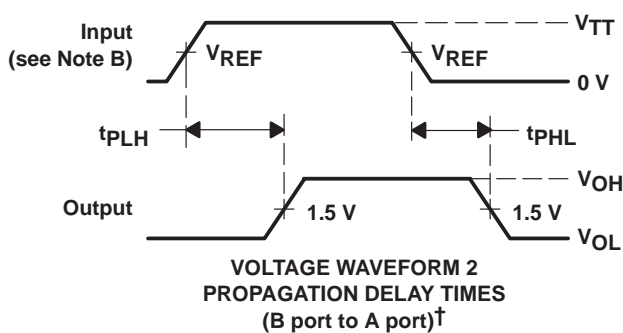 Input
(see Note B)
VREF
VREF
VTT
0 V
tPLH
tPHL
Output
1.5 V
1.5 V
VOH
VOL
VOLTAGE WAVEFORM 2
PROPAGATION DELAY TIMES
(B port to A port)†